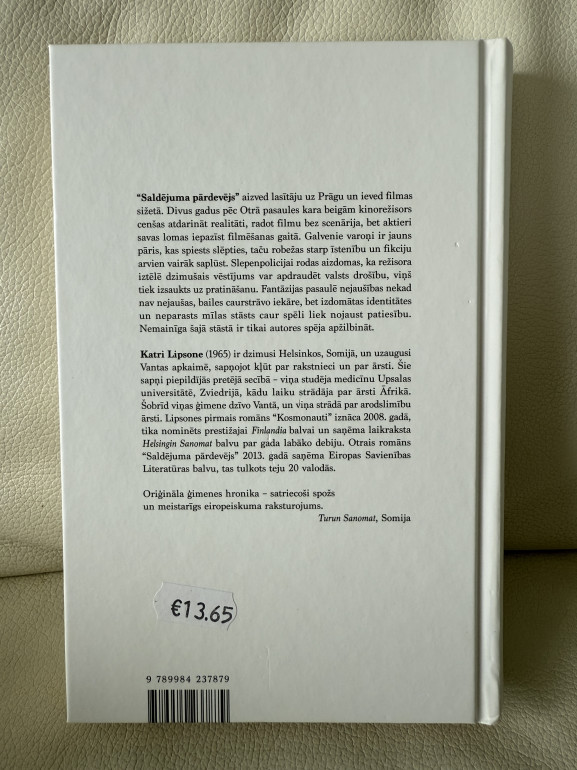 “Saldējuma pārdevējs” aizved lasītāju uz Prāgu un ieved filmas
sižetā. Divus gadus pēc Otrā pasaules kara beigām kinorežisors
cenšas atdarināt realitāti, radot filmu bez scenārija, bet aktieri
savas lomas iepazīst filmēšanas gaitā. Galvenie varoņi ir jauns
pāris, kas spiests slēpties, taču robežas starp īstenību un fikciju
arvien vairāk saplūst. Slepenpolicijai rodas aizdomas, ka režisora
iztēlē dzimušais vēstījums var apdraudēt valsts drošību, viņš
tiek izsaukts uz pratināšanu. Fantāzijas pasaulē nejaušības nekad
nav nejaušas, bailes caurstrāvo iekāre, bet izdomātas identitātes
un neparasts mīlas stāsts caur spēli liek nojaust patiesību.
Nemainīga šajā stāstā ir tikai autores spēja apžilbināt.
Katri Lipsone (1965) ir dzimusi Helsinkos, Somijā, un uzaugusi
Vantas apkaimē, sapņojot kļūt par rakstnieci un par ārsti. Šie
sapņi piepildījās pretējā secībā – viņa studēja medicīnu Upsalas
universitātē, Zviedrijā, kādu laiku strādāja par ārsti Āfrikā.
Šobrīd viņas ģimene dzīvo Vantā, un viņa strādā par arodslimību
ārsti. Lipsones pirmais romāns “Kosmonauti” iznāca 2008. gadā,
tika nominēts prestižajai Finlandia balvai un saņēma laikraksta
Helsingin Sanomat balvu par gada labāko debiju. Otrais romāns
“Saldējuma pārdevējs” 2013. gadā saņēma Eiropas Savienības
Literatūras balvu, tas tulkots teju 20 valodās.
Oriģināla ģimenes hronika – satriecoši spožs
un meistarīgs eiropeiskuma raksturojums.
Turun Sanomat, Somija
€13.65
9 789984 237879